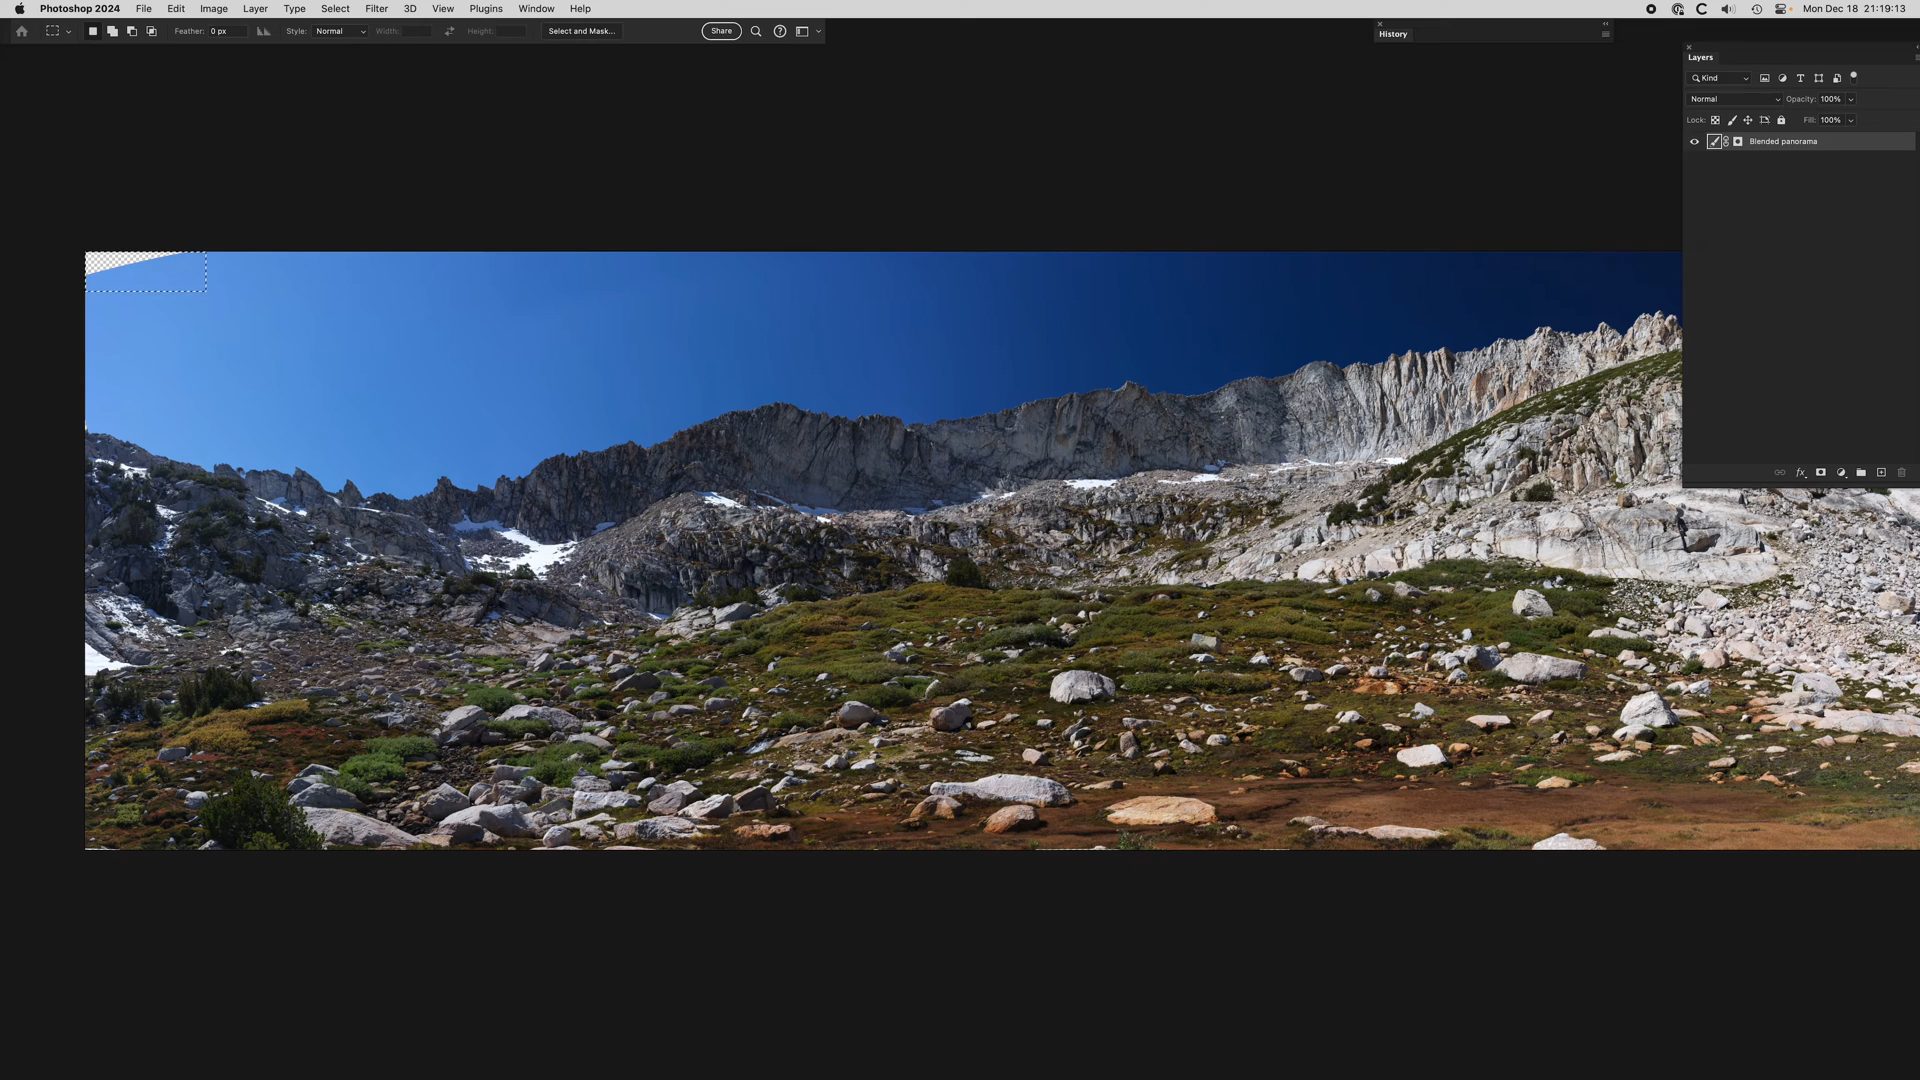 Photoshop 2024 File Edit Image Layer Type Select Filter 3D View Plugins Window Help Mon Dec 18 21:19:13
Feather: 0 px Style: Normal Width: Height: Select and Mask... Share
History
Layers
Kind
Normal Opacity: 100%
Lock: Fill: 100%
Blended panorama
fx